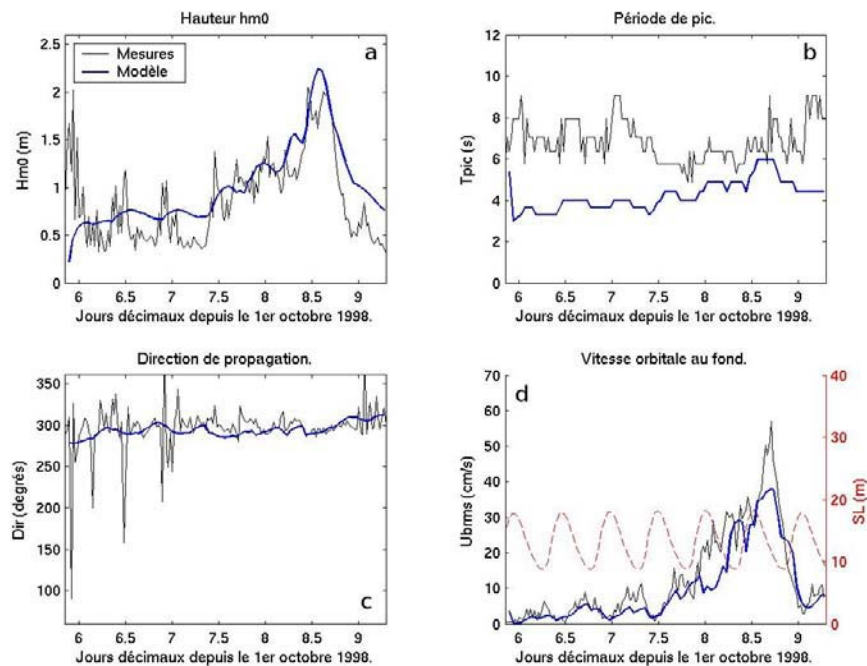 Hauteur hm0
a
Mesures
Modèle
2.5
2
1.5
1
0.5
0
Hm0 (m)
6 6.5 7 7.5 8 8.5 9
Jours décimaux depuis le 1er octobre 1998.
Période de pic.
b
12
10
8
6
4
2
0
Tpic (s)
6 6.5 7 7.5 8 8.5 9
Jours décimaux depuis le 1er octobre 1998.
Direction de propagation.
350
300
250
200
150
100
Dir (degrés)
c
6 6.5 7 7.5 8 8.5 9
Jours décimaux depuis le 1er octobre 1998.
Vitesse orbitale au fond.
d
70
60
50
40
30
20
10
0
Ubrms (cm/s)
40
30
20
10
0
SL (m)
6 6.5 7 7.5 8 8.5 9
Jours décimaux depuis le 1er octobre 1998.